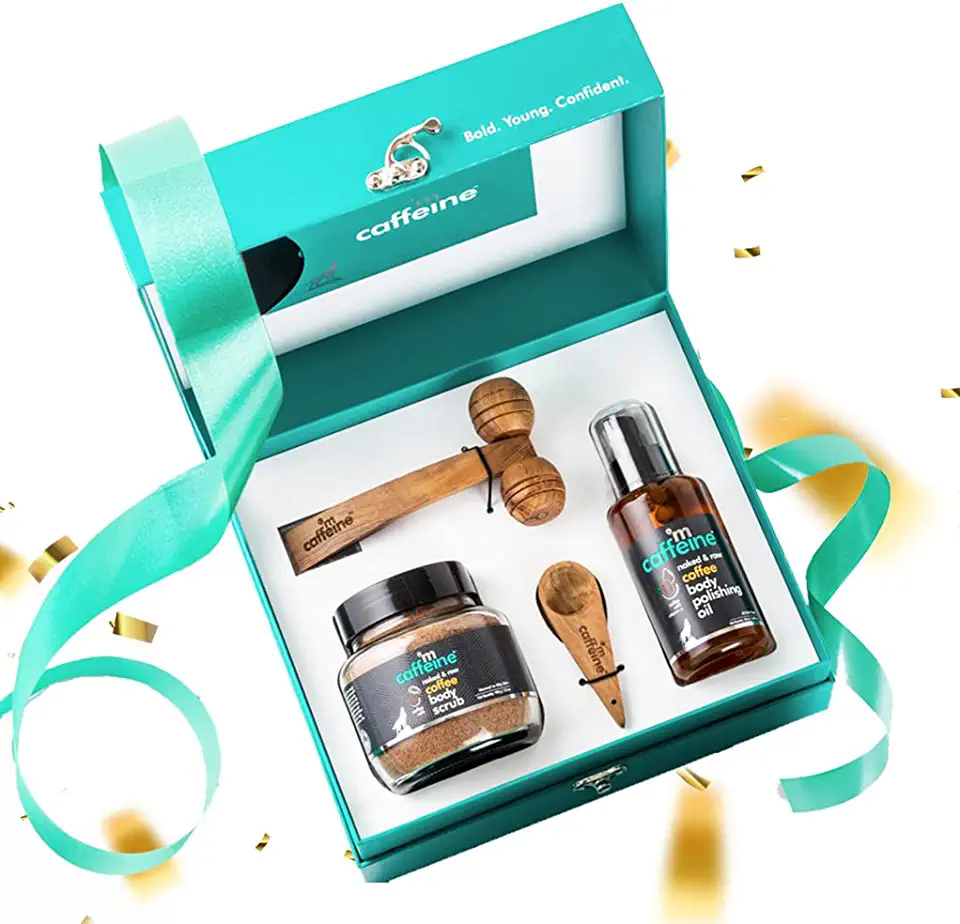 Bold. Young. Confident.
caffeine
m
caffeine
m
caffeine
naked & raw
coffee
body
polishing
oil
m
caffeine
m
caffeine
naked & raw
coffee
body
scrub